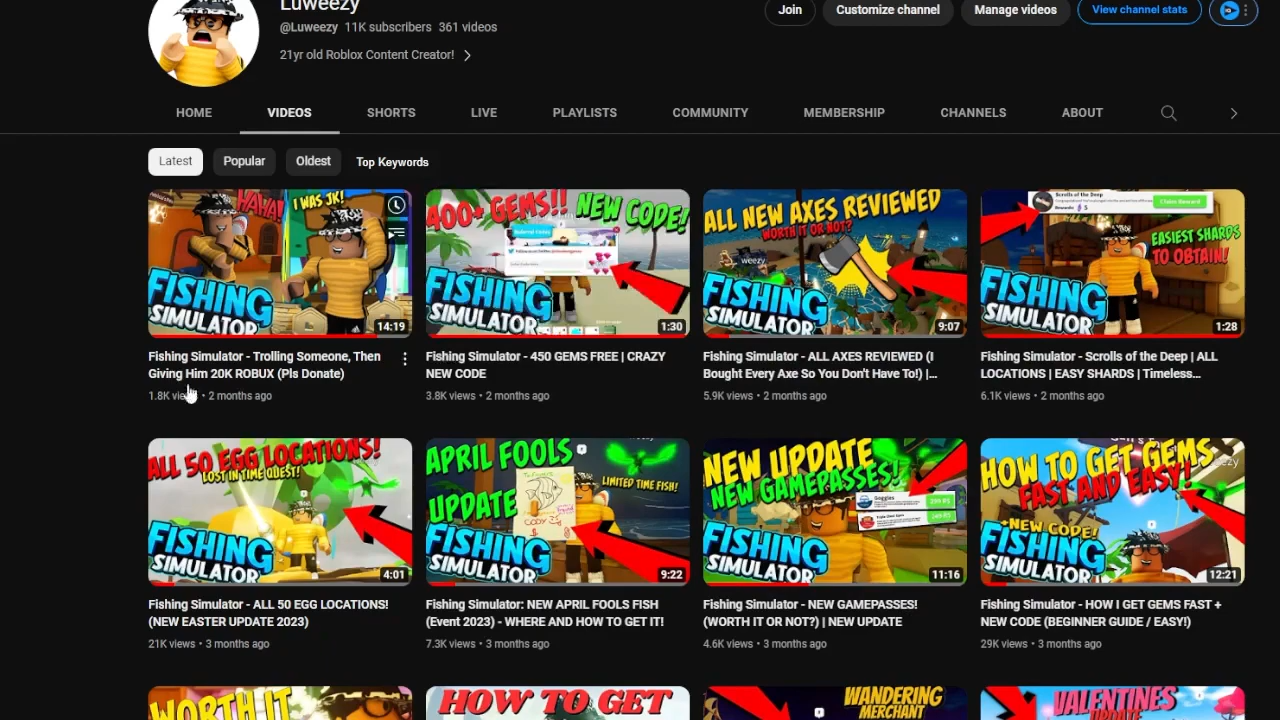 Luweezy
@Luweezy 11K subscribers 361 videos
21yr old Roblox Content Creator!
Join
Customize channel
Manage videos
View channel stats
HOME
VIDEOS
SHORTS
LIVE
PLAYLISTS
COMMUNITY
MEMBERSHIP
CHANNELS
ABOUT
Latest
Popular
Oldest
Top Keywords
HAHA!
I WAS JK!
FISHING
SIMULATOR
14:19
Fishing Simulator - Trolling Someone, Then
Giving Him 20K ROBUX (Pls Donate)
1.8K views • 2 months ago
400+ GEMS!! NEW CODE!
FISHING
SIMULATOR
1:30
Fishing Simulator - 450 GEMS FREE | CRAZY
NEW CODE
3.8K views • 2 months ago
ALL NEW AXES REVIEWED
WORTH IT OR NOT?
weezy
FISHING
SIMULATOR
9:07
Fishing Simulator - ALL AXES REVIEWED (I
Bought Every Axe So You Don't Have To!) |...
5.9K views • 2 months ago
Scrolls of the Deep
Claim Reward
EASIEST SHARDS
TO OBTAIN!
FISHING
SIMULATOR
1:28
Fishing Simulator - Scrolls of the Deep | ALL
LOCATIONS | EASY SHARDS | Timeless...
6.1K views • 2 months ago
ALL 50 EGG LOCATIONS!
LOST IN TIME QUEST!
FISHING
SIMULATOR
4:01
Fishing Simulator - ALL 50 EGG LOCATIONS!
(NEW EASTER UPDATE 2023)
21K views • 3 months ago
APRIL FOOLS
UPDATE
LIMITED TIME FISH!
CODY
FISHING
SIMULATOR
9:22
Fishing Simulator: NEW APRIL FOOLS FISH
(Event 2023) - WHERE AND HOW TO GET IT!
7.3K views • 3 months ago
NEW UPDATE
NEW GAMEPASSES!
Goggles
FISHING
SIMULATOR
11:16
Fishing Simulator - NEW GAMEPASSES!
(WORTH IT OR NOT?) | NEW UPDATE
4.6K views • 3 months ago
HOW TO GET GEMS
FAST AND EASY!
+NEW CODE!
FISHING
SIMULATOR
12:21
Fishing Simulator - HOW I GET GEMS FAST +
NEW CODE (BEGINNER GUIDE / EASY!)
29K views • 3 months ago
WORTH IT
HOW TO GET
WANDERING
MERCHANT
VALENTINES
UPDATE